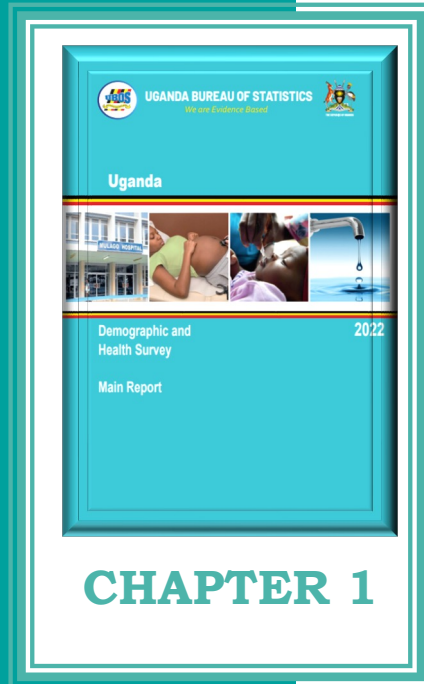 UBOS
UGANDA BUREAU OF STATISTICS
We are Evidence Based
Uganda
MULAGO HOSPITAL
Demographic and 2022
Health Survey
Main Report
CHAPTER 1